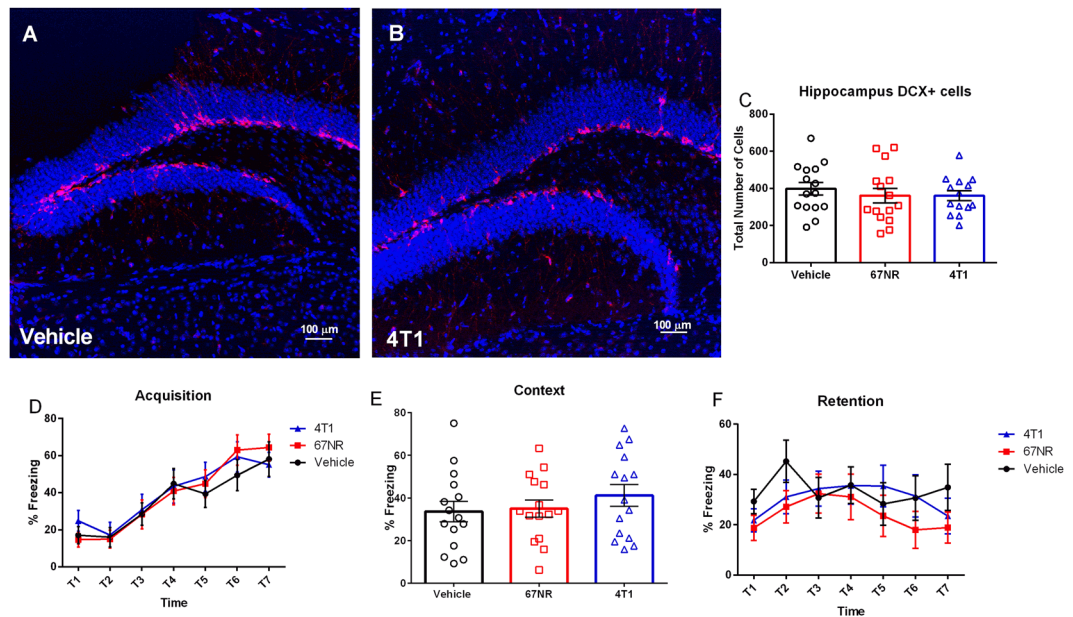 A
Vehicle
100 μm
B
4T1
100 μm
C
Hippocampus DCX+ cells
Total Number of Cells
800
600
400
200
0
Vehicle 67NR 4T1
D
Acquisition
% Freezing
80
60
40
20
0
T1 T2 T3 T4 T5 T6 T7
Time
4T1
67NR
Vehicle
E
Context
% Freezing
80
60
40
20
0
Vehicle 67NR 4T1
F
Retention
% Freezing
60
40
20
0
T1 T2 T3 T4 T5 T6 T7
Time
4T1
67NR
Vehicle